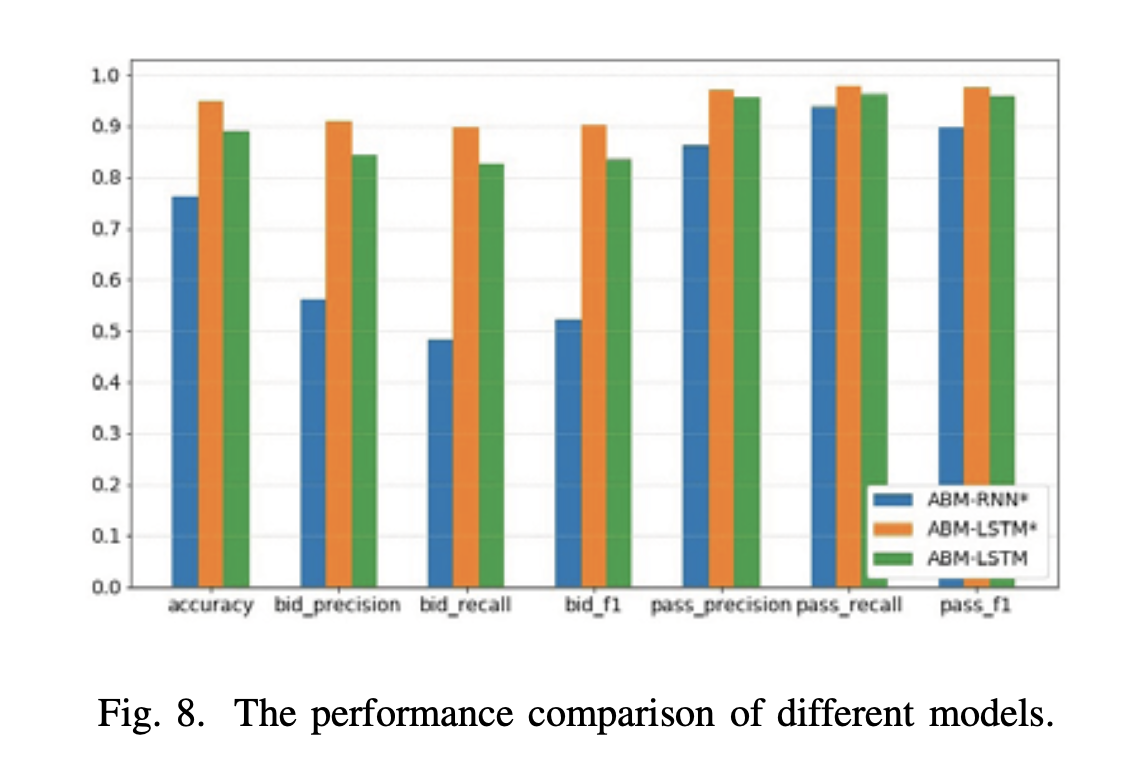 1.0
0.9
0.8
0.7
0.6
0.5
0.4
0.3
0.2
0.1
0.0
accuracy bid_precision bid_recall bid_f1 pass_precision pass_recall pass_f1
ABM-RNN*
ABM-LSTM*
ABM-LSTM
Fig. 8. The performance comparison of different models.